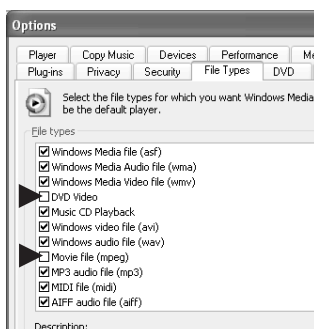 Options
Player Copy Music Devices Performance
Plug-ins Privacy Security File Types DVD
Select the file types for which you want Windows Media
be the default player.
File types
Windows Media file (asf)
Windows Media Audio file (wma)
Windows Media Video file (wmv)
DVD Video
Music CD Playback
Windows video file (avi)
Windows audio file (wav)
Movie file (mpeg)
MP3 audio file (mp3)
MIDI file (midi)
AIFF audio file (aiff)
Description: